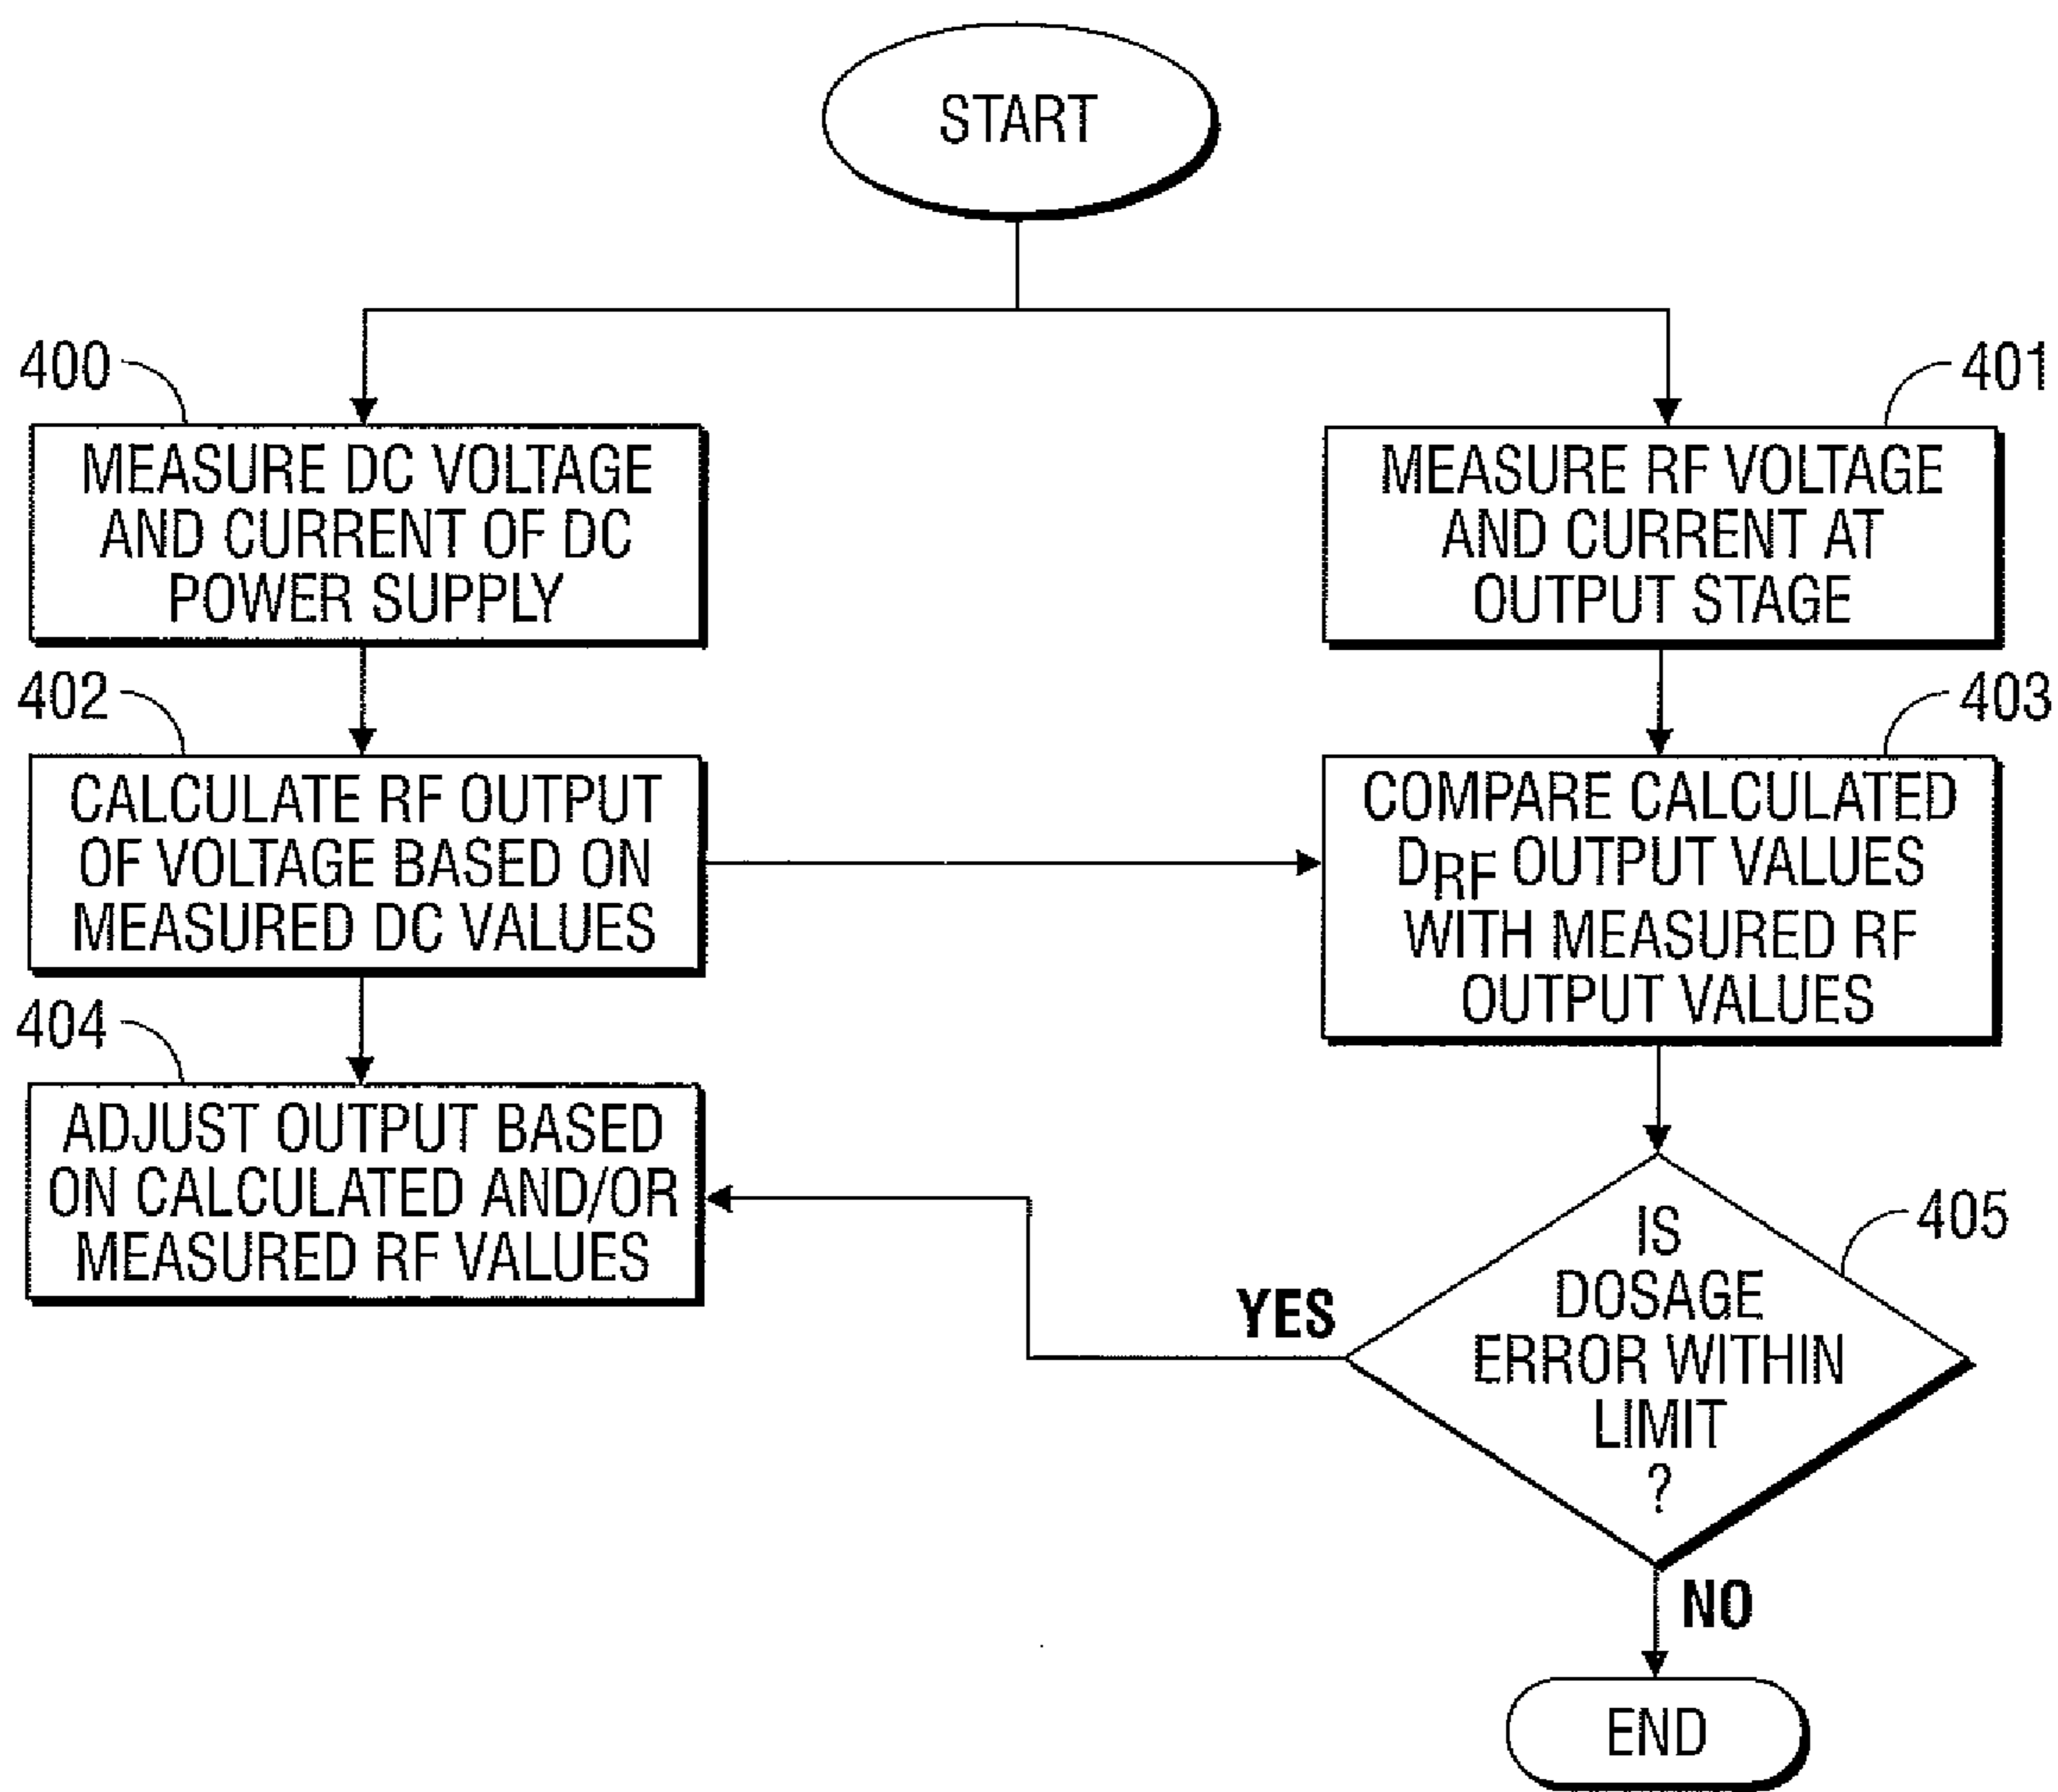 START
400
MEASURE DC VOLTAGE
AND CURRENT OF DC
POWER SUPPLY
401
MEASURE RF VOLTAGE
AND CURRENT AT
OUTPUT STAGE
402
CALCULATE RF OUTPUT
OF VOLTAGE BASED ON
MEASURED DC VALUES
403
COMPARE CALCULATED
DRF OUTPUT VALUES
WITH MEASURED RF
OUTPUT VALUES
404
ADJUST OUTPUT BASED
ON CALCULATED AND/OR
MEASURED RF VALUES
405
IS
DOSAGE
ERROR WITHIN
LIMIT
?
YES
NO
END